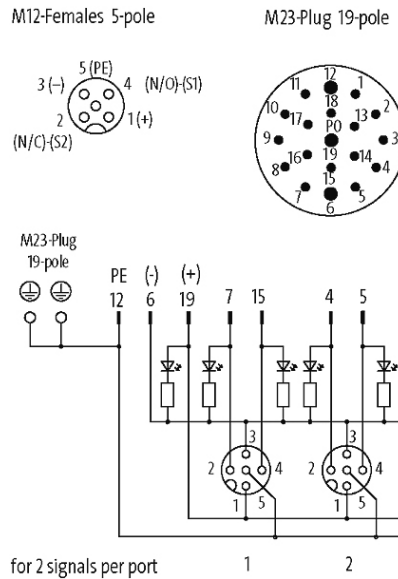 M12-Females 5-pole
M23-Plug 19-pole
5 (PE)
3 (–)
4 (N/O)-(S1)
2
1 (+)
(N/C)-(S2)
12
11
1
10
18
2
17
P0
13
9
3
16
19
14
8
15
4
7
6
5
M23-Plug
19-pole
PE (-) (+)
12 6 19 7 15 4 5
3 3
2 4 2 4
1 5 1 5
for 2 signals per port 1 2